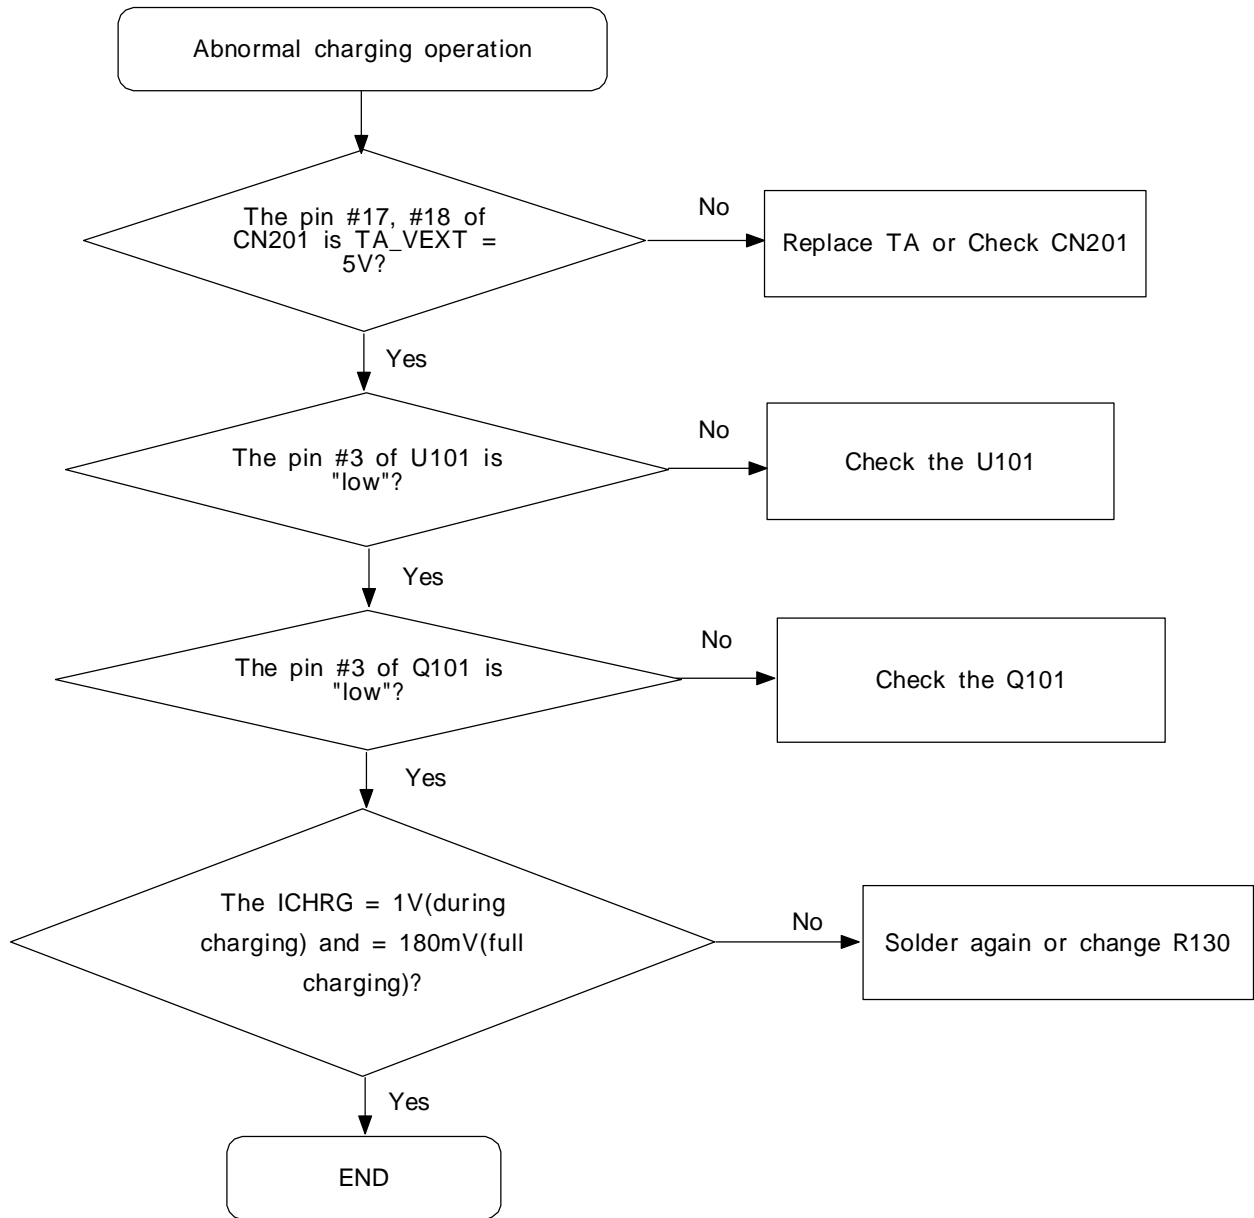 Abnormal charging operation
The pin #17, #18 of
CN201 is TA_VEXT =
5V?
No
Replace TA or Check CN201
Yes
The pin #3 of U101 is
"low"?
No
Check the U101
Yes
The pin #3 of Q101 is
"low"?
No
Check the Q101
Yes
The ICHRG = 1V(during
charging) and = 180mV(full
charging)?
No
Solder again or change R130
Yes
END